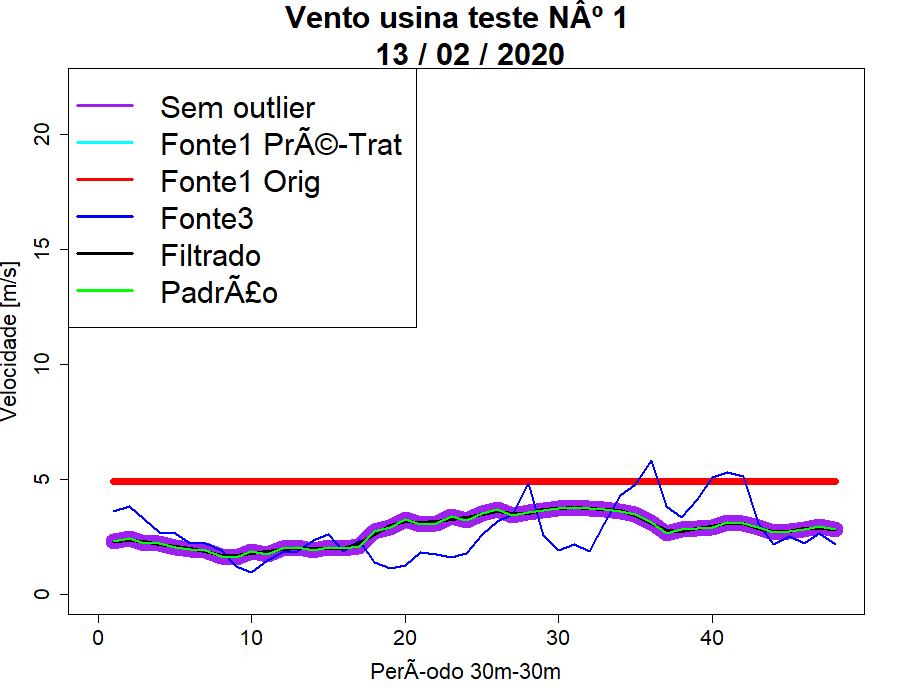 Vento usina teste NÂº 1
13 / 02 / 2020
Sem outlier
Fonte1 PrÃ©-Trat
Fonte1 Orig
Fonte3
Filtrado
PadrÃ£o
Velocidade [m/s]
20
15
10
5
0
0 10 20 30 40
PerÃ­-odo 30m-30m